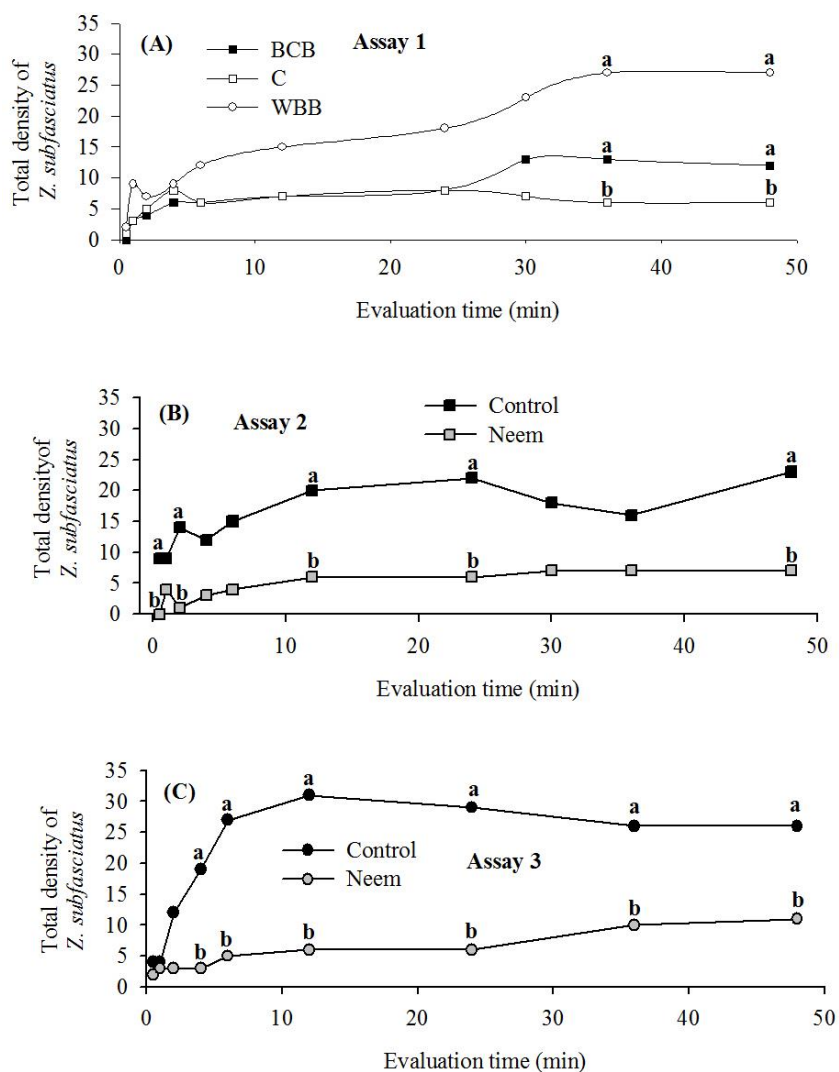 (A)
Assay 1
BCB
C
WBB
Total density of
Z. subfasciatus
35
30
25
20
15
10
5
0
a
a
a
a
b
b
0 10 20 30 40 50
Evaluation time (min)
(B)
Assay 2
Control
Neem
Total densityof
Z. subfasciatus
35
30
25
20
15
10
5
0
a
a
a
a
a
b
b
b
b
b
0 10 20 30 40 50
Evaluation time (min)
(C)
Assay 3
Control
Neem
Total density of
Z. subfasciatus
35
30
25
20
15
10
5
0
a
a
a
a
a
a
b
b
b
b
b
b
0 10 20 30 40 50
Evaluation time (min)